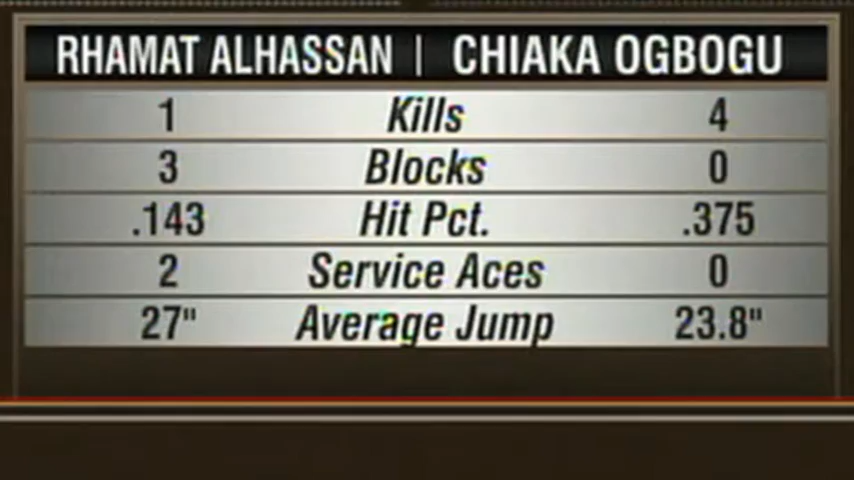 RHAMAT ALHASSAN | CHIAKA OGBOGU
1 Kills 4
3 Blocks 0
.143 Hit Pct. .375
2 Service Aces 0
27" Average Jump 23.8"